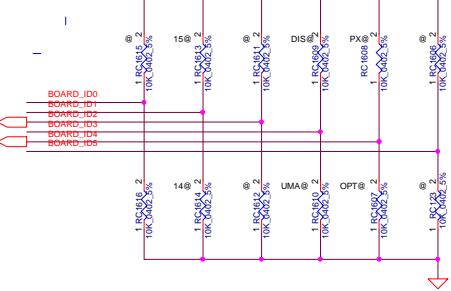 @ 1 RC1615 2 10K_0402_5%
15@ 1 RC1613 2 10K_0402_5%
@ 1 RC1611 2 10K_0402_5%
DIS@ 1 RC1609 2 10K_0402_5%
PX@ 1 RC1608 2 10K_0402_5%
@ 1 RC1606 2 10K_0402_5%
BOARD_ID0
BOARD_ID1
BOARD_ID2
BOARD_ID3
BOARD_ID4
BOARD_ID5
@ 1 RC1616 2 10K_0402_5%
14@ 1 RC1614 2 10K_0402_5%
@ 1 RC1612 2 10K_0402_5%
UMA@ 1 RC1610 2 10K_0402_5%
OPT@ 1 RC1607 2 10K_0402_5%
@ 1 RC123 2 10K_0402_5%